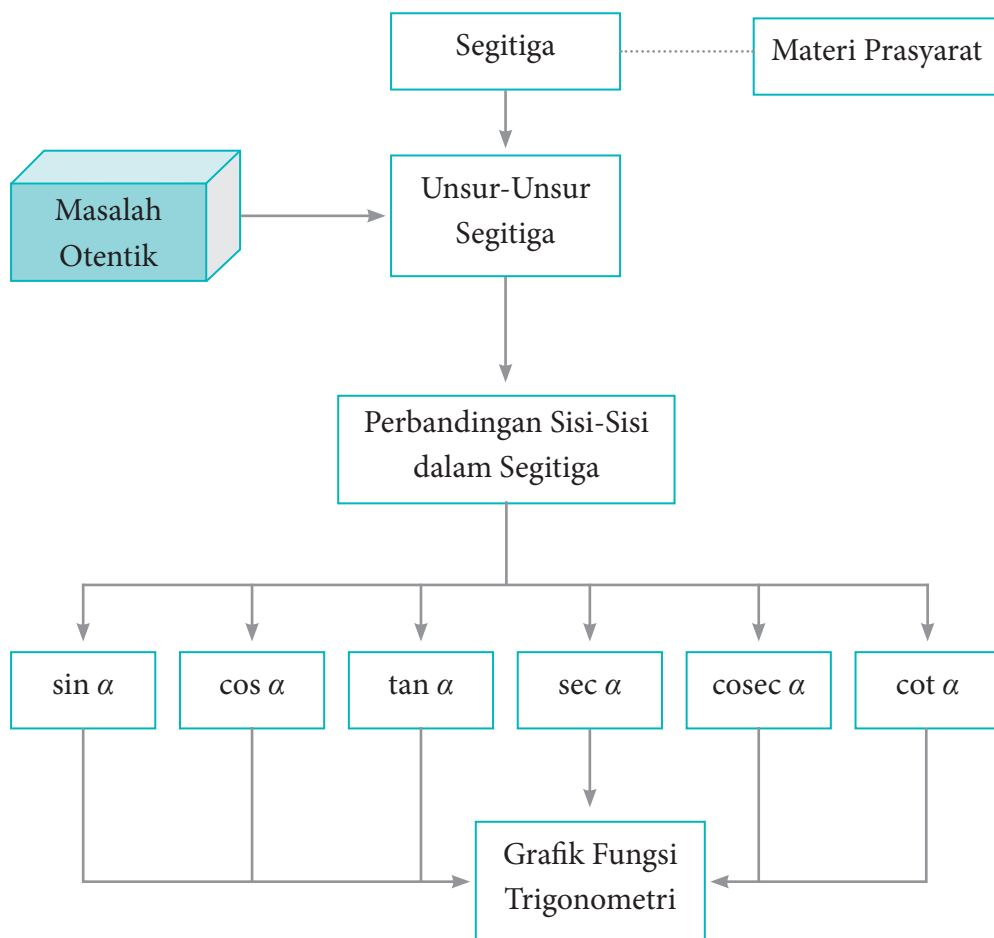 Segitiga
Materi Prasyarat
Masalah
Otentik
Unsur-Unsur
Segitiga
Perbandingan Sisi-Sisi
dalam Segitiga
sin α
cos α
tan α
sec α
cosec α
cot α
Grafik Fungsi
Trigonometri